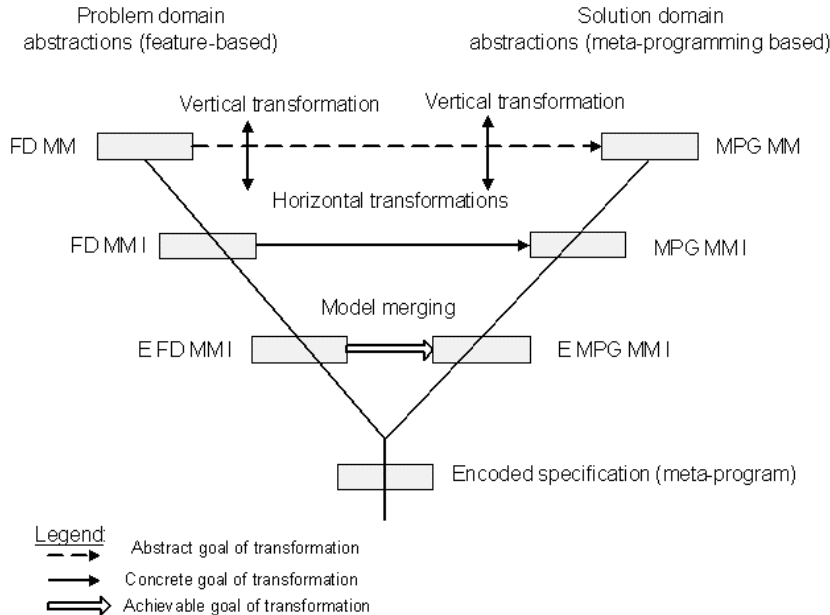 Problem domain
abstractions (feature-based)
Solution domain
abstractions (meta-programming based)
Vertical transformation
Vertical transformation
FD MM
MPG MM
Horizontal transformations
FD MM I
MPG MM I
Model merging
E FD MM I
E MPG MM I
Encoded specification (meta-program)
Legend:
Abstract goal of transformation
Concrete goal of transformation
Achievable goal of transformation